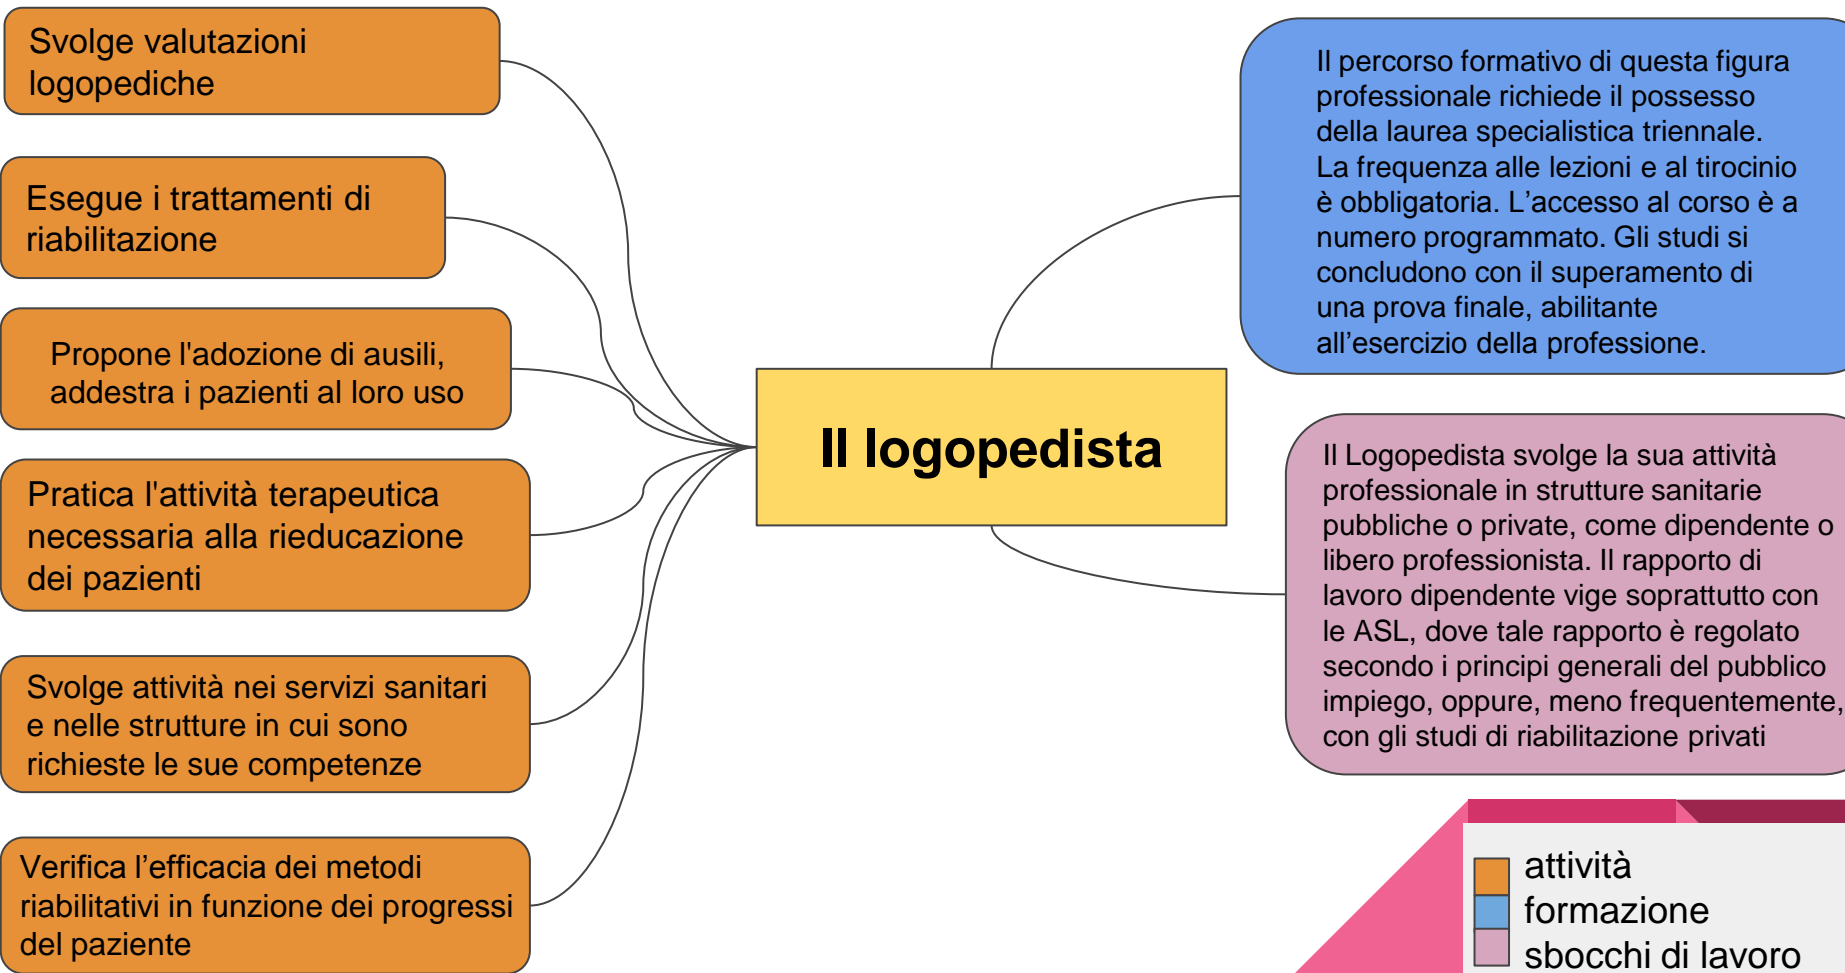 Svolge valutazioni
logopediche
Esegue i trattamenti di
riabilitazione
Propone l'adozione di ausili,
addestra i pazienti al loro uso
Pratica l'attività terapeutica
necessaria alla rieducazione
dei pazienti
Svolge attività nei servizi sanitari
e nelle strutture in cui sono
richieste le sue competenze
Verifica l’efficacia dei metodi
riabilitativi in funzione dei progressi
del paziente
Il logopedista
Il percorso formativo di questa figura
professionale richiede il possesso
della laurea specialistica triennale.
La frequenza alle lezioni e al tirocinio
è obbligatoria. L’accesso al corso è a
numero programmato. Gli studi si
concludono con il superamento di
una prova finale, abilitante
all’esercizio della professione.
Il Logopedista svolge la sua attività
professionale in strutture sanitarie
pubbliche o private, come dipendente o
libero professionista. Il rapporto di
lavoro dipendente vige soprattutto con
le ASL, dove tale rapporto è regolato
secondo i principi generali del pubblico
impiego, oppure, meno frequentemente,
con gli studi di riabilitazione privati
attività
formazione
sbocchi di lavoro